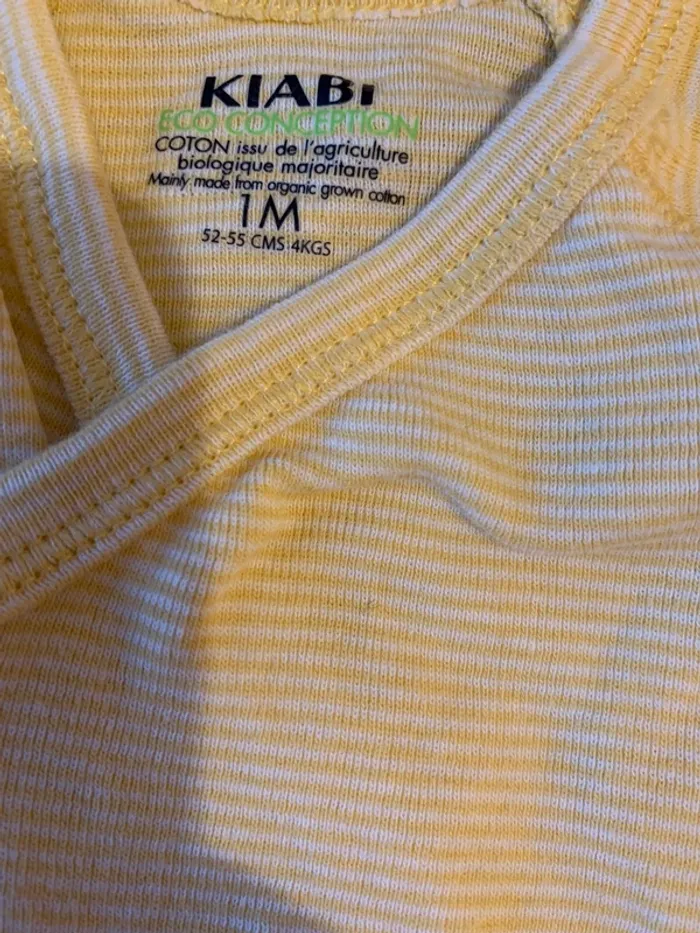 KIABI
ECO CONCEPTION
COTON issu de l'agriculture
biologique majoritaire
Mainly made from organic grown cotton
1M
52-55 CMS 4KGS